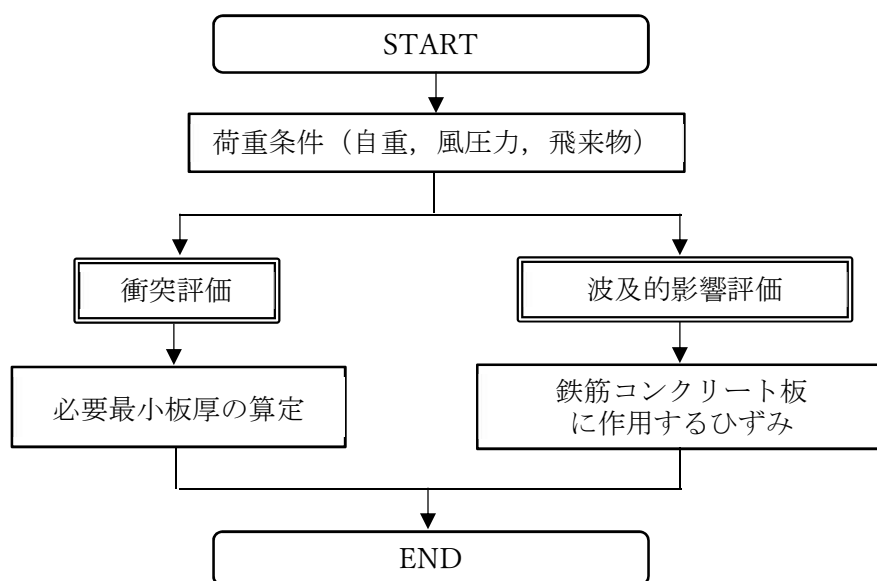 START
荷重条件（自重，風圧力，飛来物）
衝突評価
波及的影響評価
必要最小板厚の算定
鉄筋コンクリート板
に作用するひずみ
END